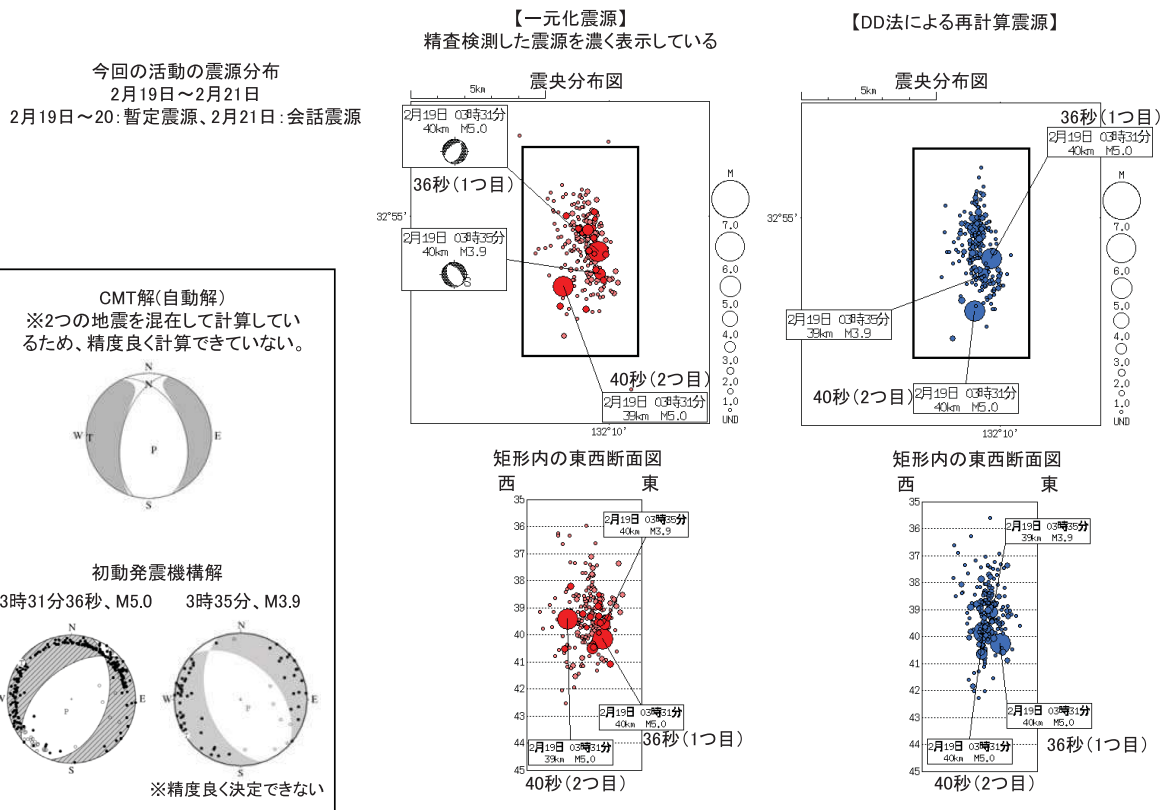 【一元化震源】
精査検測した震源を濃く表示している
【DD法による再計算震源】
今回の活動の震源分布
2月19日～2月21日
2月19日～20：暫定震源、2月21日：会話震源
震央分布図
5km
2月19日 03時31分
40km M5.0
36秒（1つ目）
32°55′
2月19日 03時35分
40km M3.9
40秒（2つ目）
2月19日 03時31分
39km M5.0
132°10′
M
7.0
6.0
5.0
4.0
3.0
2.0
1.0
UND
震央分布図
5km
36秒（1つ目）
2月19日 03時31分
40km M5.0
32°55′
2月19日 03時35分
39km M3.9
40秒（2つ目）
2月19日 03時31分
40km M5.0
132°10′
M
7.0
6.0
5.0
4.0
3.0
2.0
1.0
UND
CMT解(自動解)
※2つの地震を混在して計算してい
るため、精度良く計算できていない。
N
N
W T
E
P
S
初動発震機構解
3時31分36秒、M5.0
3時35分、M3.9
N
W
E
P
S
N
W
E
P
S
※精度良く決定できない
矩形内の東西断面図
西 東
35
36
37
38
39
40
41
42
43
44
45
2月19日 03時35分
40km M3.9
2月19日 03時31分
40km M5.0
36秒（1つ目）
2月19日 03時31分
39km M5.0
40秒（2つ目）
矩形内の東西断面図
西 東
35
36
37
38
39
40
41
42
43
44
45
2月19日 03時35分
39km M3.9
2月19日 03時31分
40km M5.0
36秒（1つ目）
2月19日 03時31分
40km M5.0
40秒（2つ目）